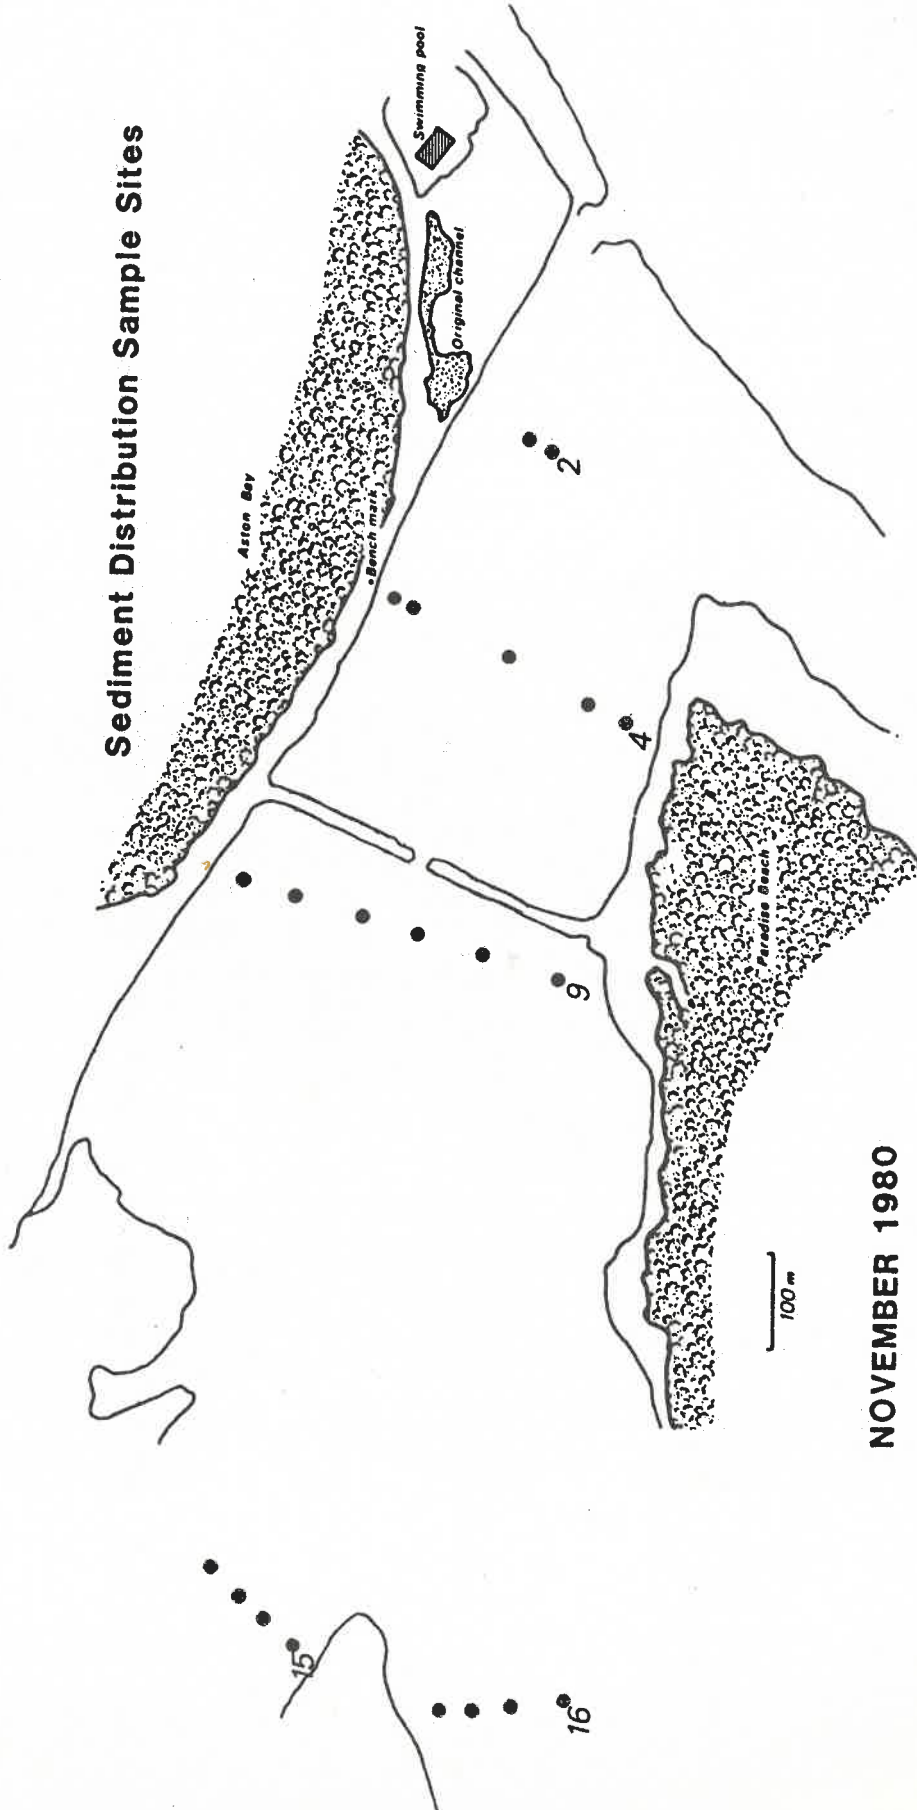 Sediment Distribution Sample Sites
Swimming pool
Original channel
Aston Bay
Bench mark
2
4
9
Paradise Beach
15
16
100 m
NOVEMBER 1980